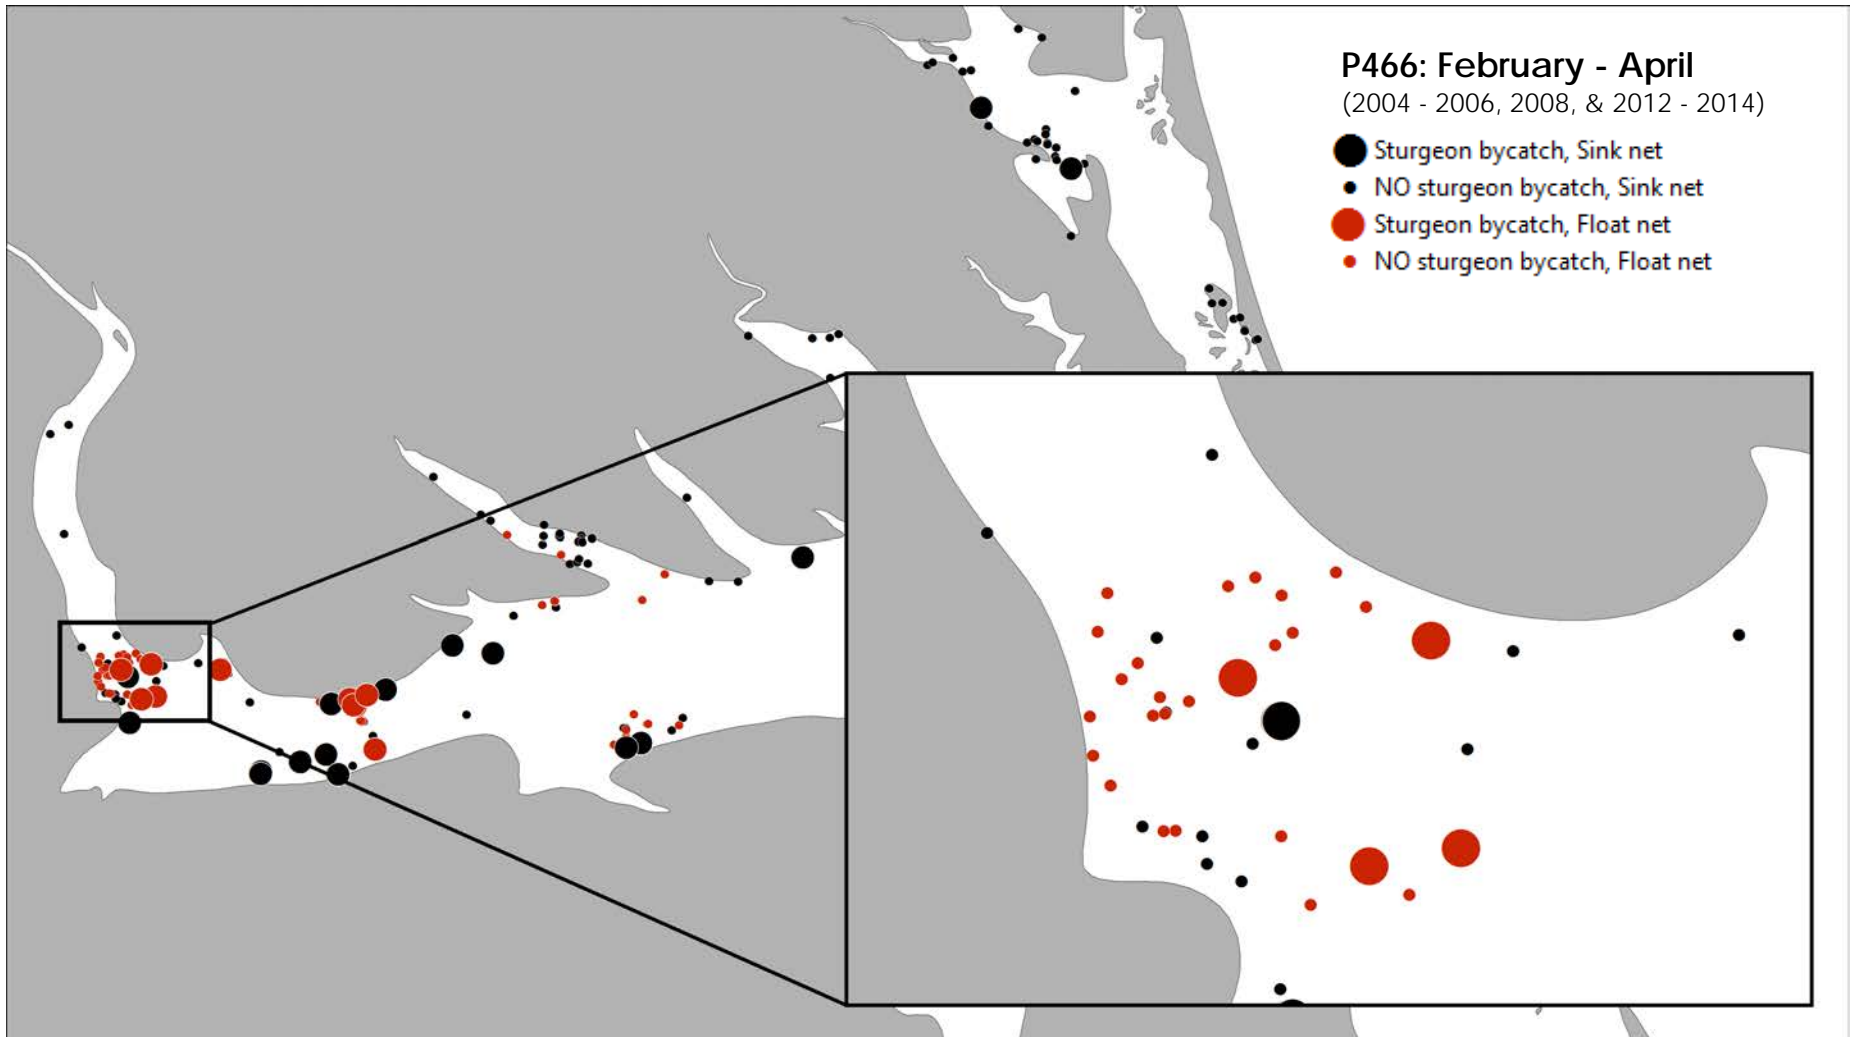 P466: February - April
(2004 - 2006, 2008, & 2012 - 2014)
Sturgeon bycatch, Sink net
NO sturgeon bycatch, Sink net
Sturgeon bycatch, Float net
NO sturgeon bycatch, Float net